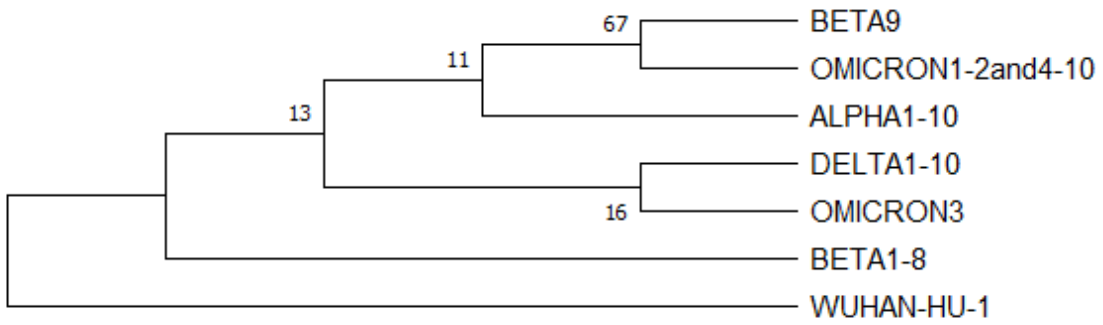 67
BETA9
11
OMICRON1-2and4-10
13
ALPHA1-10
DELTA1-10
16
OMICRON3
BETA1-8
WUHAN-HU-1